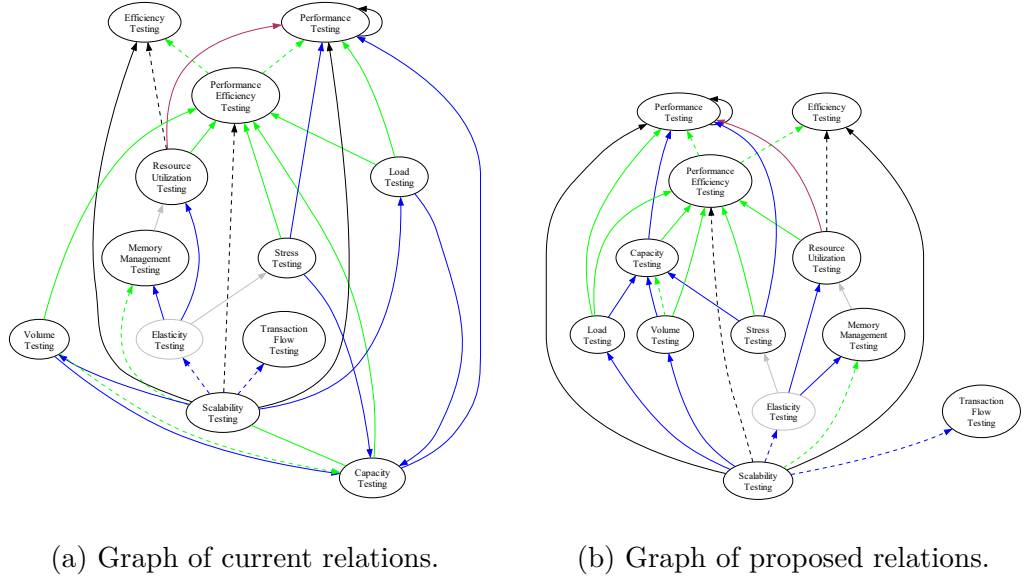 Efficiency
Testing
Performance
Testing
Performance
Efficiency
Testing
Resource
Utilization
Testing
Load
Testing
Memory
Management
Testing
Stress
Testing
Volume
Testing
Elasticity
Testing
Transaction
Flow
Testing
Scalability
Testing
Capacity
Testing
(a) Graph of current relations.
Performance
Testing
Efficiency
Testing
Performance
Efficiency
Testing
Capacity
Testing
Resource
Utilization
Testing
Load
Testing
Volume
Testing
Stress
Testing
Memory
Management
Testing
Elasticity
Testing
Transaction
Flow
Testing
Scalability
Testing
(b) Graph of proposed relations.